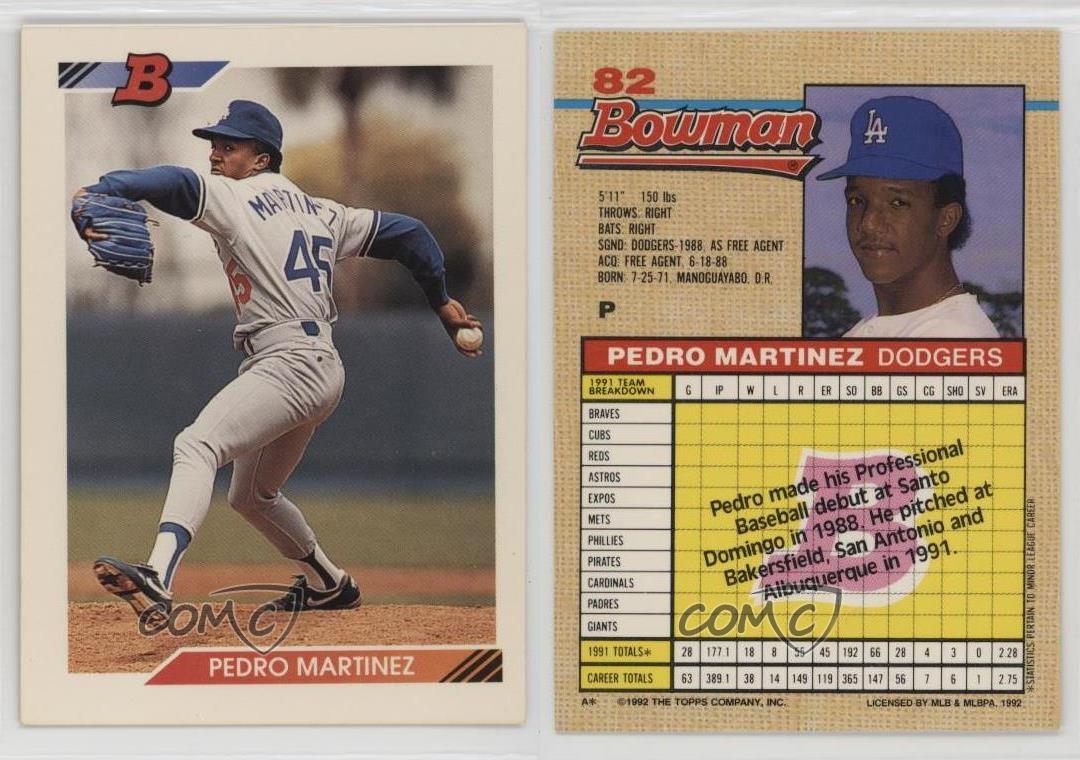 B
MARTIN
45
5
PEDRO MARTINEZ
COMC
82
Bowman
LA
5'11" 150 lbs
THROWS: RIGHT
BATS: RIGHT
SGND: DODGERS-1988, AS FREE AGENT
ACQ: FREE AGENT, 6-18-88
BORN: 7-25-71, MANOGUAYABO, D.R.
P
PEDRO MARTINEZ DODGERS
1991 TEAM BREAKDOWN G IP W L R ER SO BB GS CG SHO SV ERA
BRAVES
CUBS
REDS
ASTROS
EXPOS
METS
PHILLIES
PIRATES
CARDINALS
PADRES
GIANTS
B
Pedro made his Professional
Baseball debut at Santo
Domingo in 1988. He pitched at
Bakersfield, San Antonio and
Albuquerque in 1991.
COMC
1991 TOTALS* 28 177.1 18 8 45 192 66 28 4 3 0 2.28
CAREER TOTALS 63 389.1 38 14 149 119 365 147 56 7 6 1 2.75
*STATISTICS PERTAIN TO MINOR LEAGUE CAREER
A* ©1992 THE TOPPS COMPANY, INC. LICENSED BY MLB & MLBPA, 1992